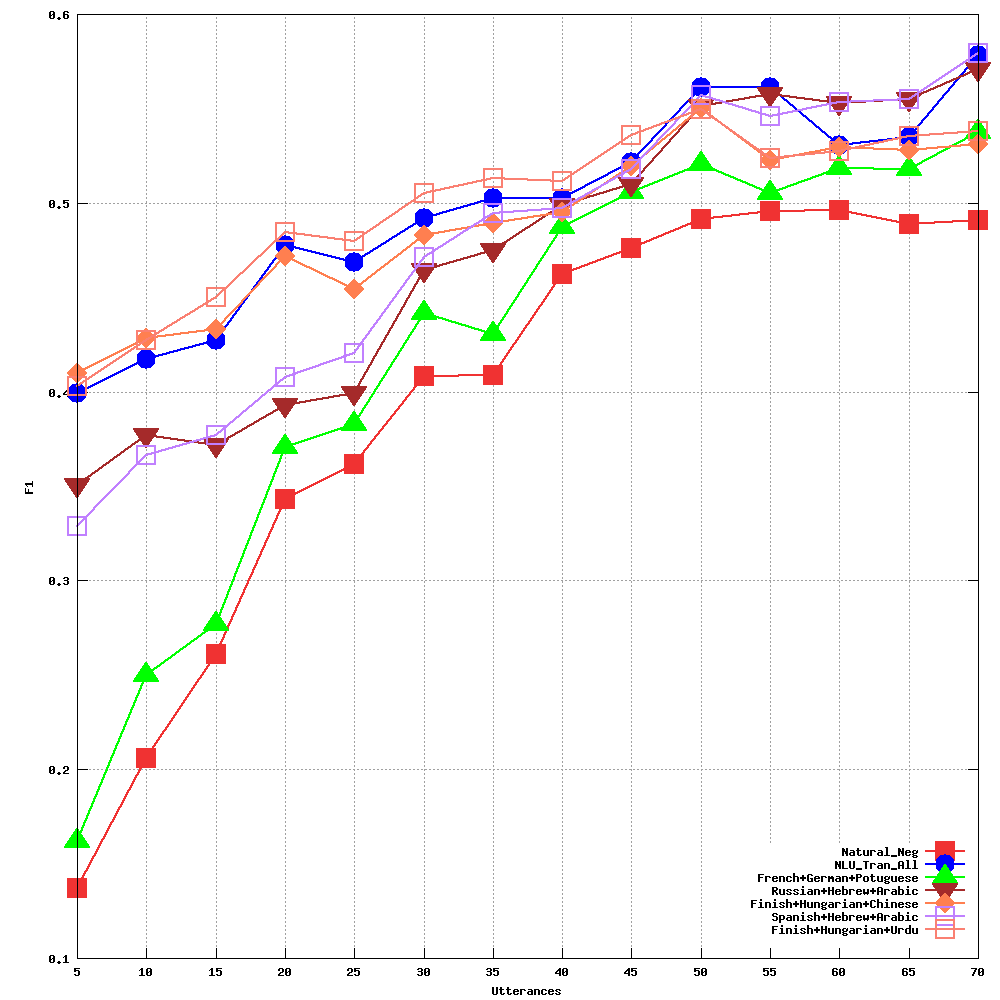 0.6
0.5
0.4
0.3
0.2
0.1
F1
5 10 15 20 25 30 35 40 45 50 55 60 65 70
Utterances
Natural_Neg
NLU_Tran_All
French+German+Potuguese
Russian+Hebrew+Arabic
Finish+Hungarian+Chinese
Spanish+Hebrew+Arabic
Finish+Hungarian+Urdu